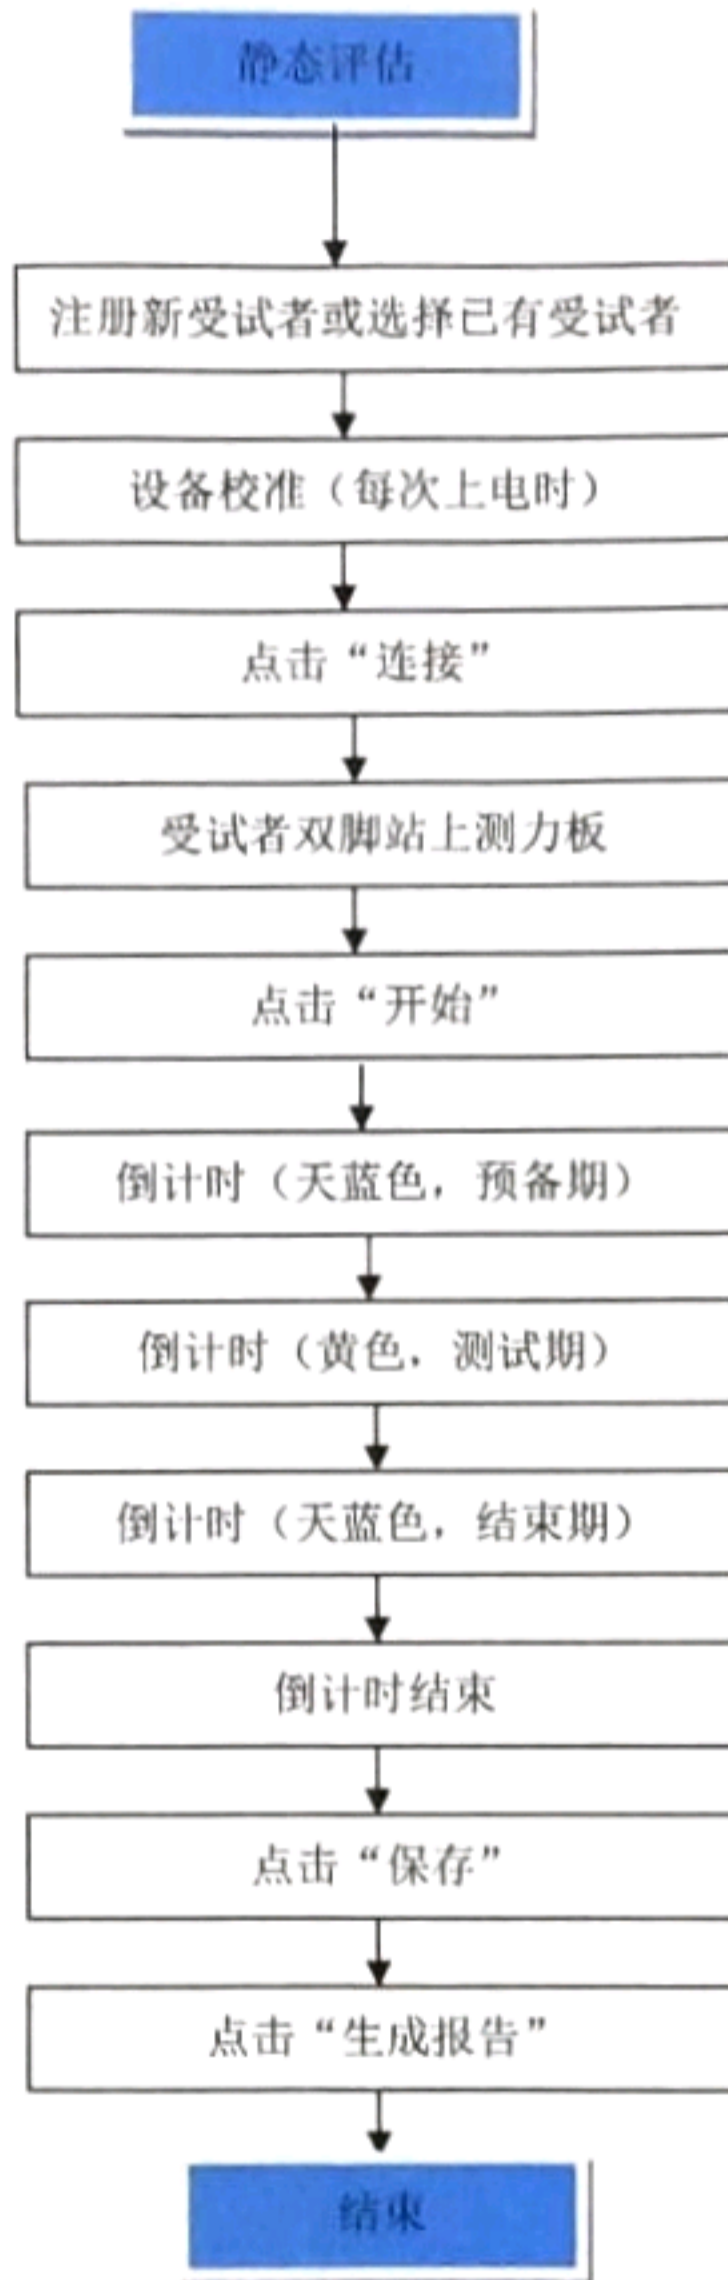 静态评估
注册新受试者或选择已有受试者
设备校准（每次上电时）
点击“连接”
受试者双脚站上测力板
点击“开始”
倒计时（天蓝色，预备期）
倒计时（黄色，测试期）
倒计时（天蓝色，结束期）
倒计时结束
点击“保存”
点击“生成报告”
结束